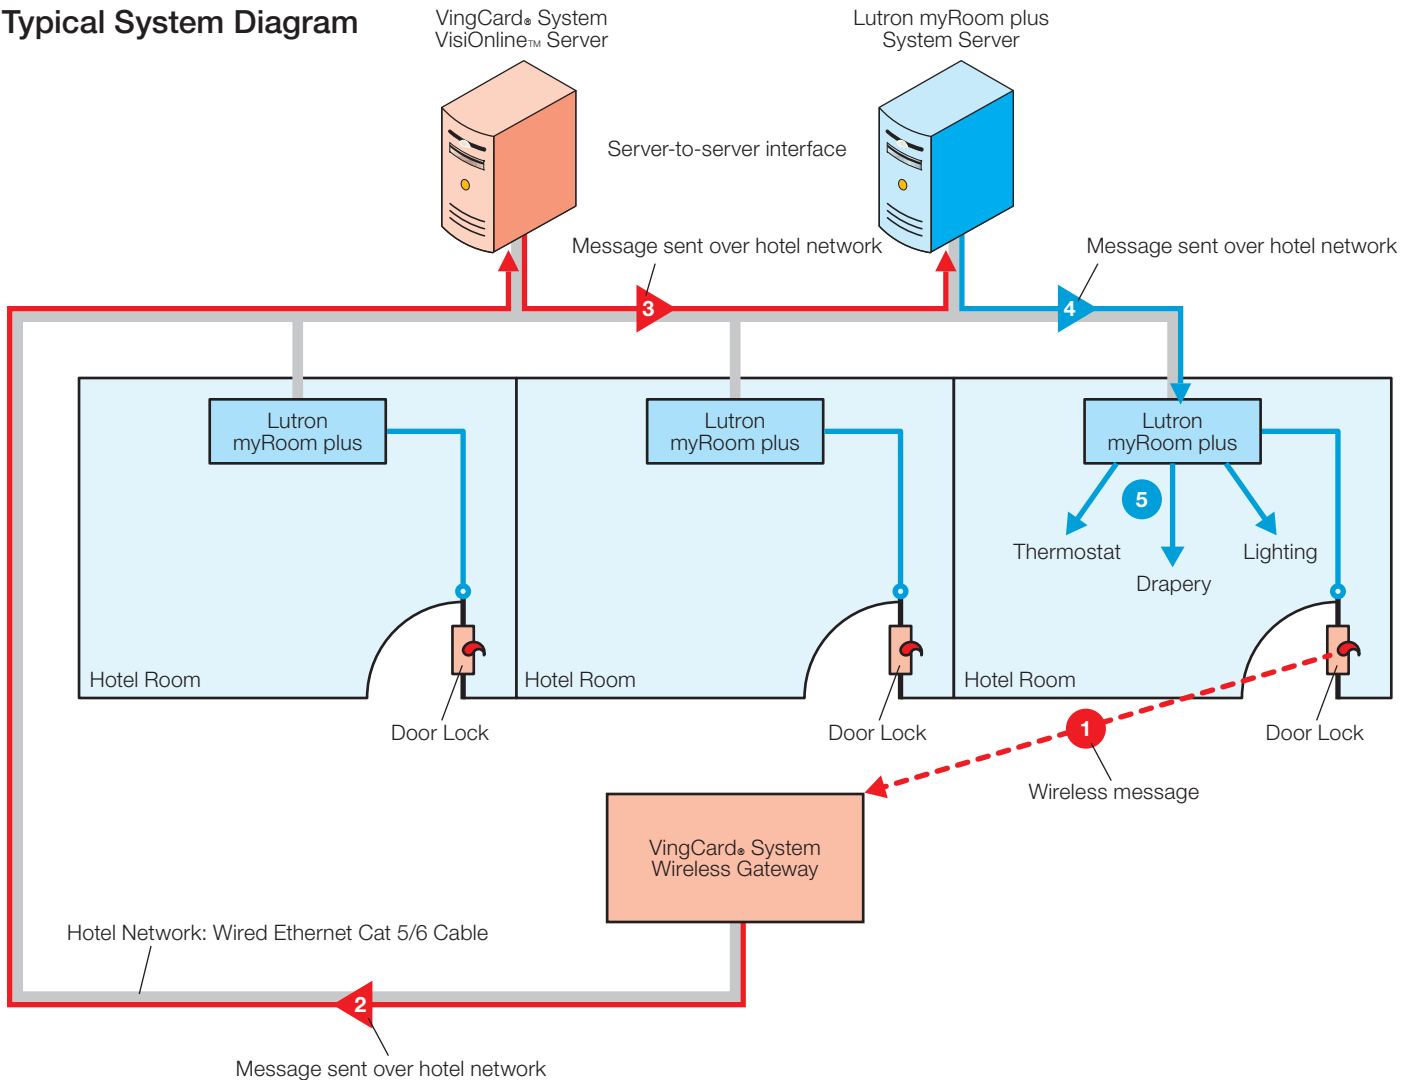 Typical System Diagram
VingCard® System
VisiOnline™ Server
Lutron myRoom plus
System Server
Server-to-server interface
Message sent over hotel network
Message sent over hotel network
3
4
Lutron
myRoom plus
Lutron
myRoom plus
Lutron
myRoom plus
5
Thermostat
Drapery
Lighting
Hotel Room
Hotel Room
Hotel Room
Door Lock
Door Lock
Door Lock
1
Wireless message
VingCard® System
Wireless Gateway
Hotel Network: Wired Ethernet Cat 5/6 Cable
2
Message sent over hotel network